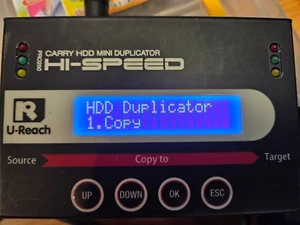 PRO200
CARRY HDD MINI DUPLICATOR
HI-SPEED
U-Reach
HDD Duplicator
1.Copy
Source
Copy to
Target
UP
DOWN
OK
ESC